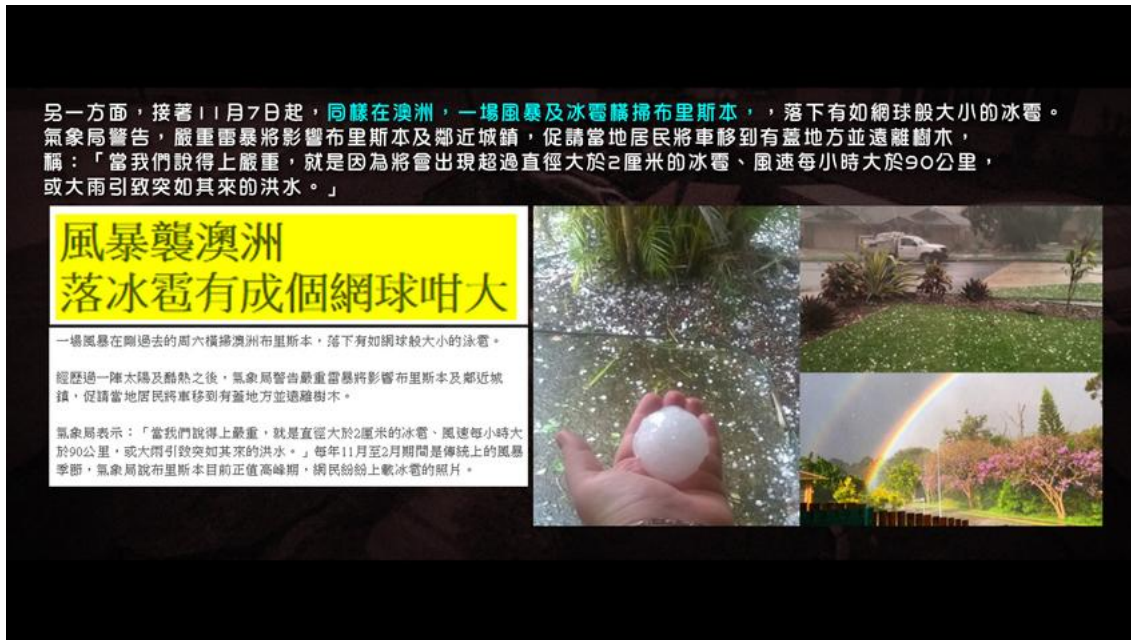 另一方面，接著11月7日起，同樣在澳洲，一場風暴及冰雹橫掃布里斯本，，落下有如網球般大小的冰雹。
氣象局警告，嚴重雷暴將影響布里斯本及鄰近城鎮，促請當地居民將車移到有蓋地方並遠離樹木，
稱：「當我們說得上嚴重，就是因為將會出現超過直徑大於2厘米的冰雹、風速每小時大於90公里，
或大雨引致突如其來的洪水。」
風暴襲澳洲
落冰雹有成個網球咁大
一場風暴在剛過去的周六橫掃澳洲布里斯本，落下有如網球般大小的泳雹。
經歷過一陣太陽及酷熱之後，氣象局警告嚴重雷暴將影響布里斯本及鄰近城
鎮，促請當地居民將車移到有蓋地方並遠離樹木。
氣象局表示：「當我們說得上嚴重，就是直徑大於2厘米的冰雹、風速每小時大
於90公里，或大雨引致突如其來的洪水。」每年11月至2月期間是傳統上的風暴
季節，氣象局說布里斯本目前正值高峰期，網民紛紛上載冰雹的照片。